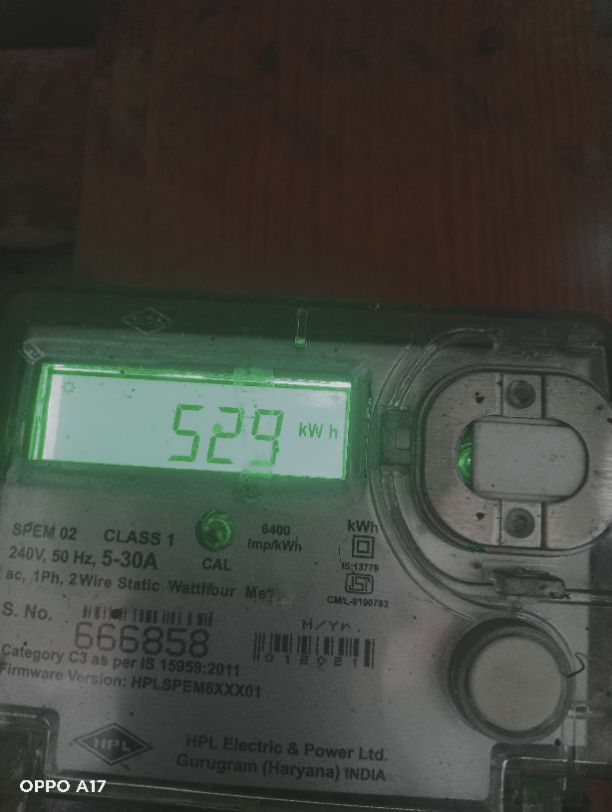 529 kWh
SPEM 02 CLASS 1
6400
Imp/kWh
kWh
240V, 50 Hz, 5-30A
CAL
IS:13779
ac, 1Ph, 2Wire Static Watthour
CM/L-9100783
S. No.
666858
M/Yr.
012021
Category C3 as per IS 15959:2011
Firmware Version: HPLSPEM6XXX01
HPL
HPL Electric & Power Ltd.
Gurugram (Haryana) INDIA
OPPO A17